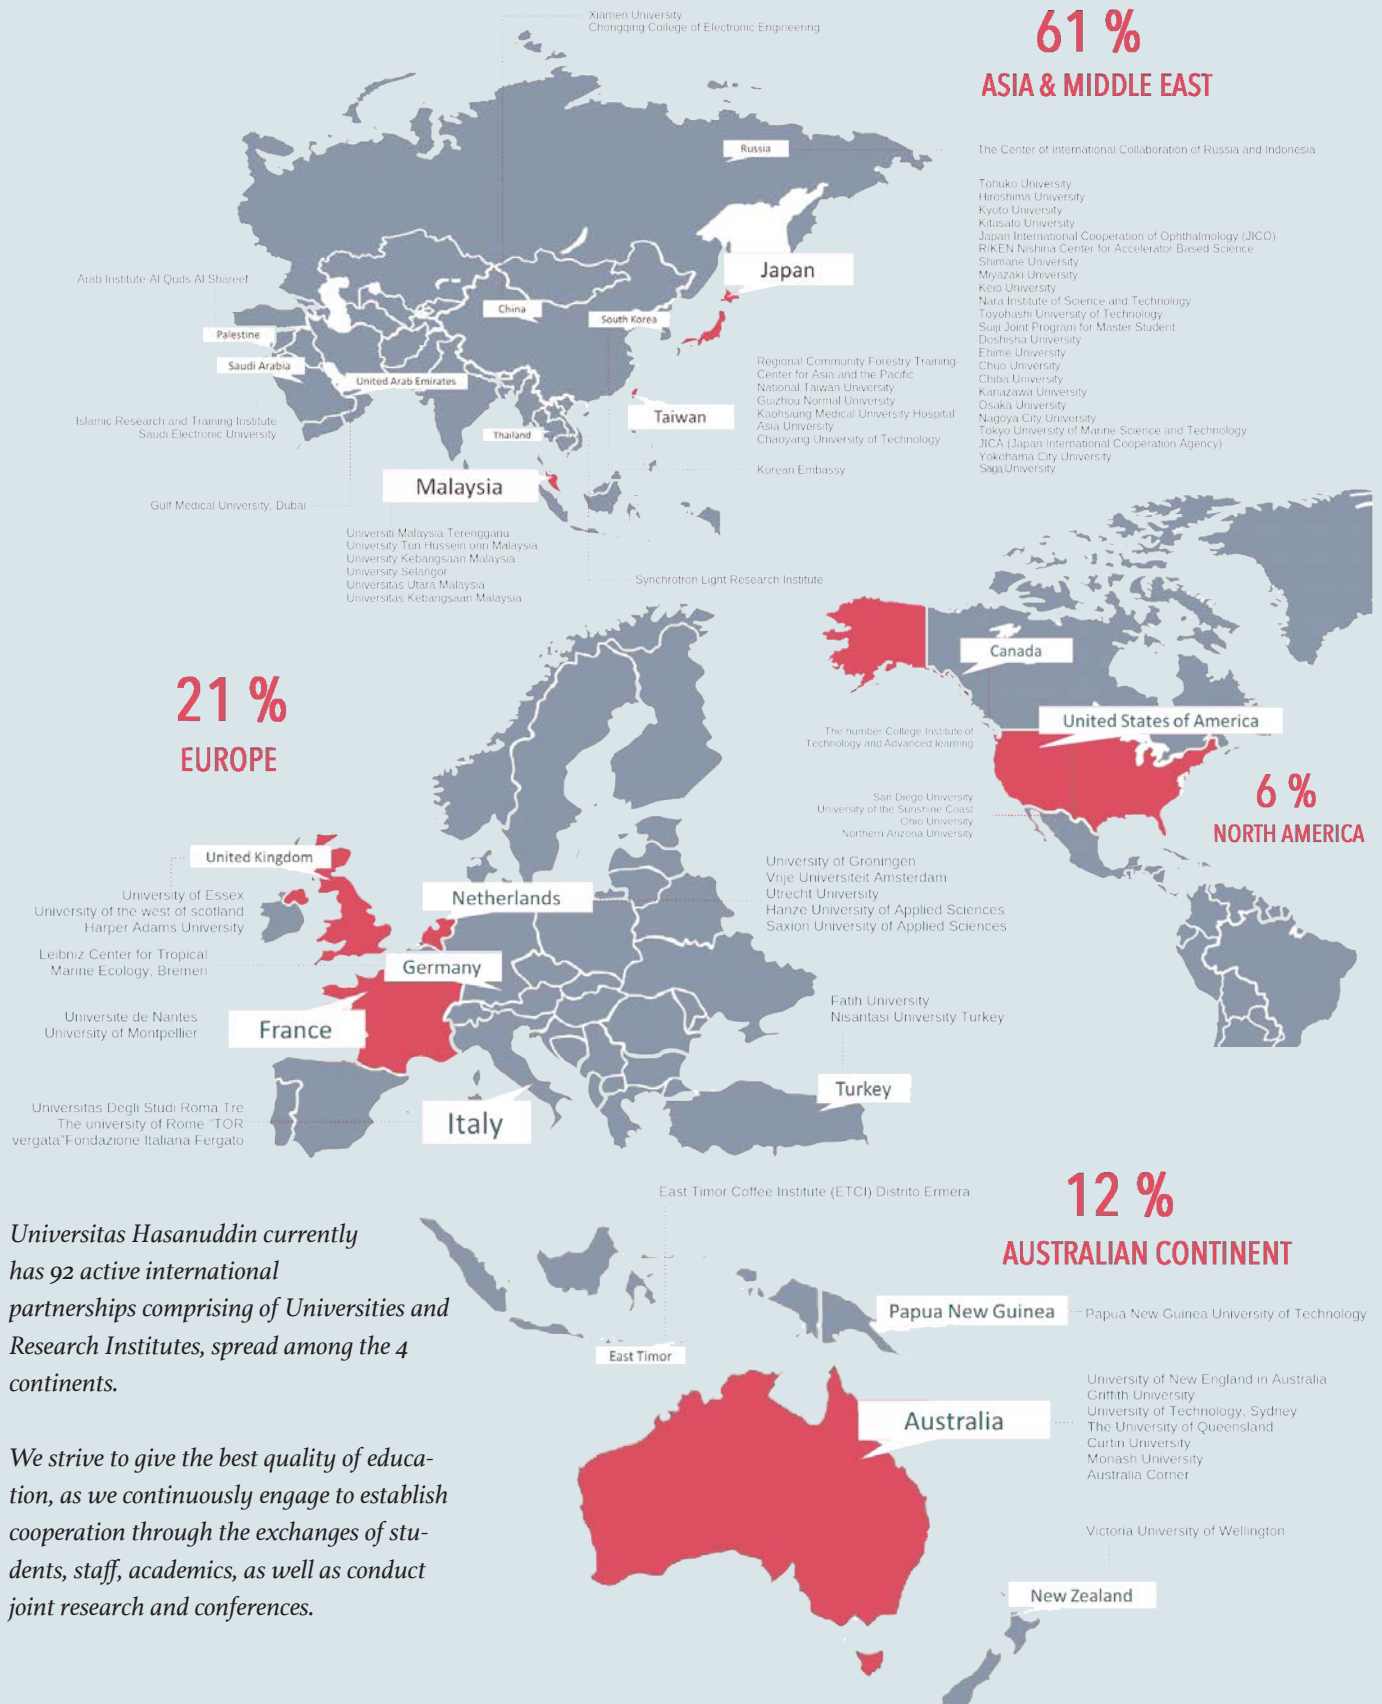 Xiamen University
Chongqing College of Electronic Engineering
61 %
ASIA & MIDDLE EAST
Russia
The Center of International Collaboration of Russia and Indonesia
Tohuko University
Hiroshima University
Kyoto University
Kitasato University
Japan International Cooperation of Ophthalmology (JICO)
RIKEN Nishina Center for Accelerator Based Science
Shimane University
Miyazaki University
Keio University
Nara Institute of Science and Technology
Toyohashi University of Technology
Suiji Joint Program for Master Student
Doshisha University
Ehime University
Chuo University
Chiba University
Kanazawa University
Osaka University
Nagoya City University
Tokyo University of Marine Science and Technology
JICA (Japan International Cooperation Agency)
Yokohama City University
Saga University
Japan
Arab Institute Al Quds Al Shareef
China
South Korea
Palestine
Saudi Arabia
United Arab Emirates
Regional Community Forestry Training-
Center for Asia and the Pacific
National Taiwan University
Guizhou Normal University
Kaohsiung Medical University Hospital
Asia University
Chaoyang University of Technology
Taiwan
Islamic Research and Training Institute
Saudi Electronic University
Thailand
Korean Embassy
Malaysia
Gulf Medical University, Dubai
Universiti Malaysia Terengganu
University Tun Hussein onn Malaysia
University Kebangsaan Malaysia
University Selangor
Universitas Utara Malaysia
Universitas Kebangsaan Malaysia
Synchrotron Light Research Institute
Canada
United States of America
The humber College Institute of
Technology and Advanced learning
San Diego University
University of the Sunshine Coast
Ohio University
Northern Arizona University
6 %
NORTH AMERICA
21 %
EUROPE
United Kingdom
University of Essex
University of the west of scotland
Harper Adams University
Netherlands
University of Groningen
Vrije Universiteit Amsterdam
Utrecht University
Hanze University of Applied Sciences
Saxion University of Applied Sciences
Leibniz Center for Tropical
Marine Ecology, Bremen
Germany
Universite de Nantes
University of Montpellier
France
Fatih University
Nisantasi University Turkey
Turkey
Universitas Degli Studi Roma Tre
The university of Rome "TOR
vergata"Fondazione Italiana Fergato
Italy
East Timor Coffee Institute (ETCI) Distrito Ermera
12 %
AUSTRALIAN CONTINENT
Papua New Guinea
Papua New Guinea University of Technology
East Timor
Australia
University of New England in Australia
Griffith University
University of Technology, Sydney
The University of Queensland
Curtin University
Monash University
Australia Corner
Victoria University of Wellington
New Zealand
Universitas Hasanuddin currently
has 92 active international
partnerships comprising of Universities and
Research Institutes, spread among the 4
continents.
We strive to give the best quality of educa-
tion, as we continuously engage to establish
cooperation through the exchanges of stu-
dents, staff, academics, as well as conduct
joint research and conferences.